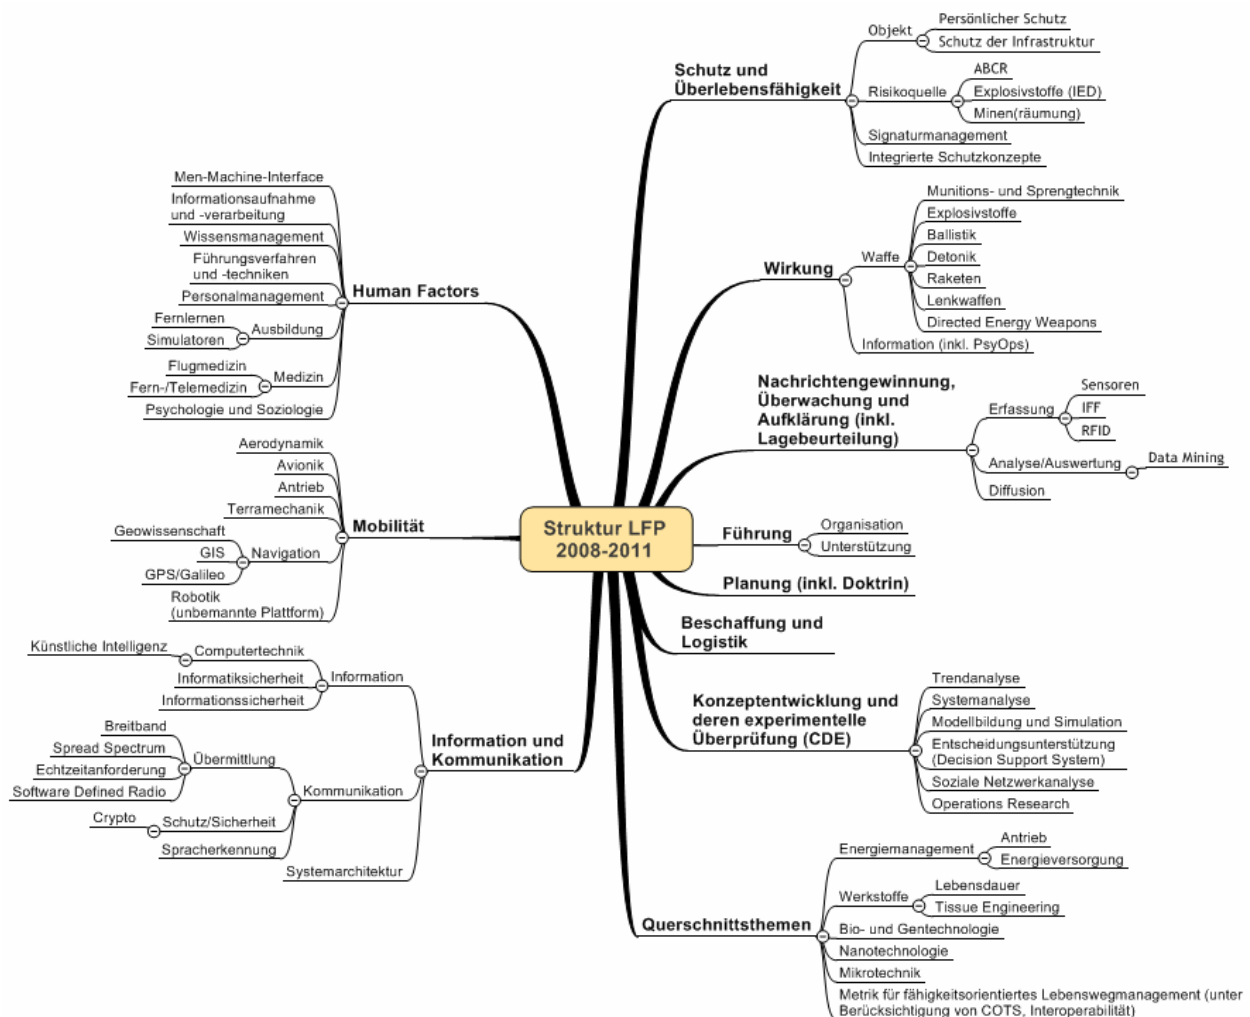 Struktur LFP
2008-2011
Schutz und
Überlebensfähigkeit
Objekt
Persönlicher Schutz
Schutz der Infrastruktur
Risikoquelle
ABCR
Explosivstoffe (IED)
Minen(räumung)
Signaturmanagement
Integrierte Schutzkonzepte
Wirkung
Waffe
Munitions- und Sprengtechnik
Explosivstoffe
Ballistik
Detonik
Raketen
Lenkwaffen
Directed Energy Weapons
Information (inkl. PsyOps)
Nachrichtengewinnung,
Überwachung und
Aufklärung (inkl.
Lagebeurteilung)
Erfassung
Sensoren
IFF
RFID
Analyse/Auswertung
Data Mining
Diffusion
Führung
Organisation
Unterstützung
Planung (inkl. Doktrin)
Beschaffung und
Logistik
Konzeptentwicklung und
deren experimentelle
Überprüfung (CDE)
Trendanalyse
Systemanalyse
Modellbildung und Simulation
Entscheidungsunterstützung
(Decision Support System)
Soziale Netzwerkanalyse
Operations Research
Querschnittsthemen
Energiemanagement
Antrieb
Energieversorgung
Werkstoffe
Lebensdauer
Tissue Engineering
Bio- und Gentechnologie
Nanotechnologie
Mikrotechnik
Metrik für fähigkeitsorientiertes Lebenswegmanagement (unter
Berücksichtigung von COTS, Interoperabilität)
Human Factors
Men-Machine-Interface
Informationsaufnahme
und -verarbeitung
Wissensmanagement
Führungsverfahren
und -techniken
Personalmanagement
Ausbildung
Fernlernen
Simulatoren
Medizin
Flugmedizin
Fern-/Telemedizin
Psychologie und Soziologie
Mobilität
Aerodynamik
Avionik
Antrieb
Terramechanik
Navigation
Geowissenschaft
GIS
GPS/Galileo
Robotik
(unbemannte Plattform)
Information und
Kommunikation
Information
Computertechnik
Künstliche Intelligenz
Informatiksicherheit
Informationssicherheit
Kommunikation
Übermittlung
Breitband
Spread Spectrum
Echtzeitanforderung
Software Defined Radio
Schutz/Sicherheit
Crypto
Spracherkennung
Systemarchitektur